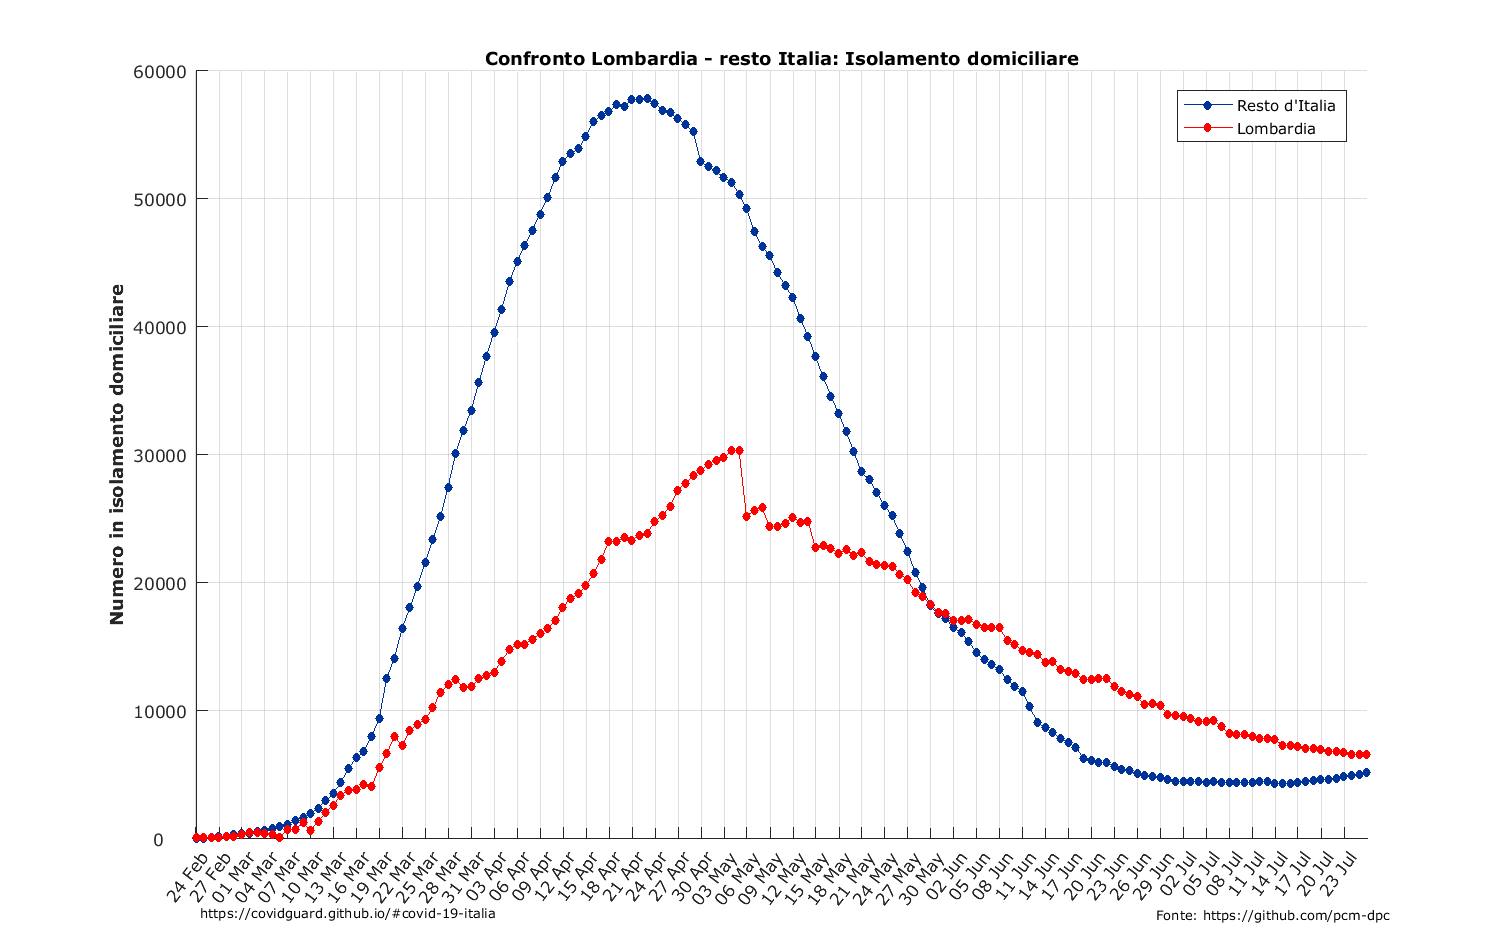 Confronto Lombardia - resto Italia: Isolamento domiciliare
Resto d'Italia
Lombardia
Numero in isolamento domiciliare
60000
50000
40000
30000
20000
10000
0
24 Feb
27 Feb
01 Mar
04 Mar
07 Mar
10 Mar
13 Mar
16 Mar
19 Mar
22 Mar
25 Mar
28 Mar
31 Mar
03 Apr
06 Apr
09 Apr
12 Apr
15 Apr
18 Apr
21 Apr
24 Apr
27 Apr
30 Apr
03 May
06 May
09 May
12 May
15 May
18 May
21 May
24 May
27 May
30 May
02 Jun
05 Jun
08 Jun
11 Jun
14 Jun
17 Jun
20 Jun
23 Jun
26 Jun
29 Jun
02 Jul
05 Jul
08 Jul
11 Jul
14 Jul
17 Jul
20 Jul
23 Jul
https://covidguard.github.io/#covid-19-italia
Fonte: https://github.com/pcm-dpc